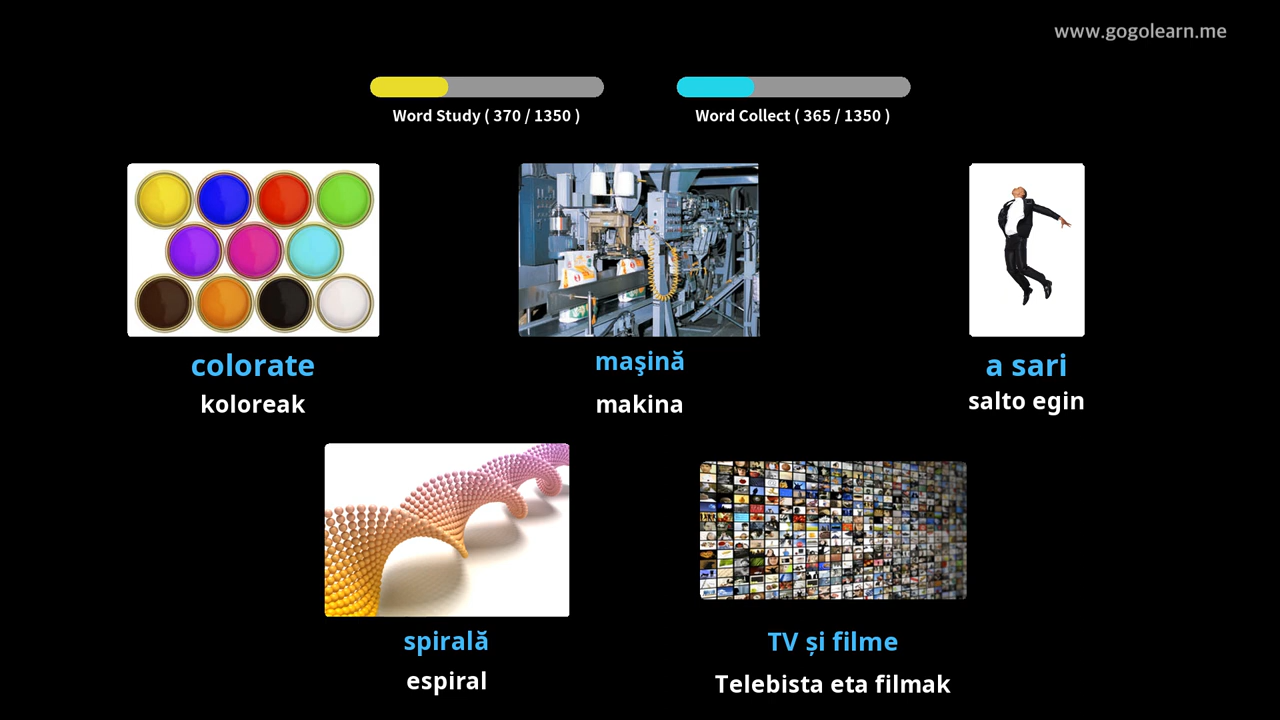 www.gogolearn.me
Word Study ( 370 / 1350 )
Word Collect ( 365 / 1350 )
colorate
koloreak
maşină
makina
a sari
salto egin
spirală
espiral
TV și filme
Telebista eta filmak